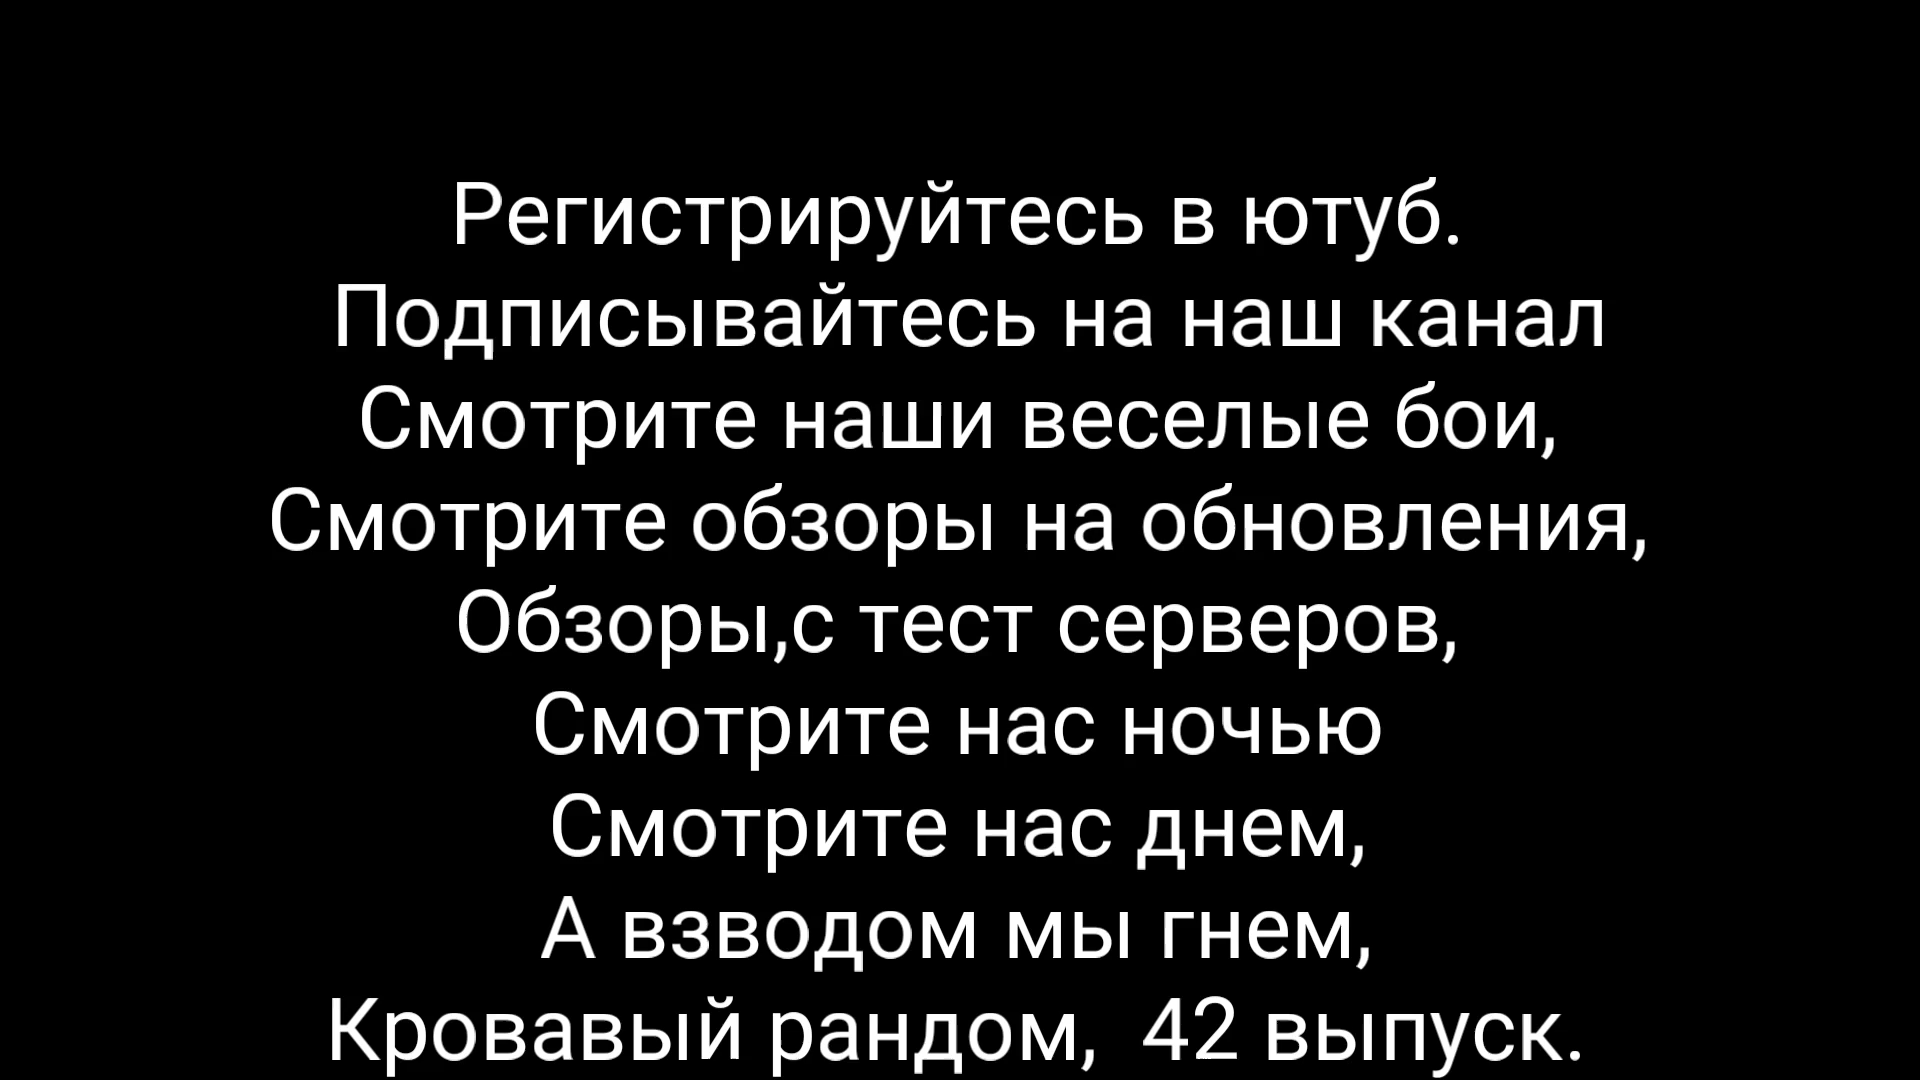 Регистрируйтесь в ютуб.
Подписывайтесь на наш канал
Смотрите наши веселые бои,
Смотрите обзоры на обновления,
Обзоры,с тест серверов,
Смотрите нас ночью
Смотрите нас днем,
А взводом мы гнем,
Кровавый рандом,  42 выпуск.